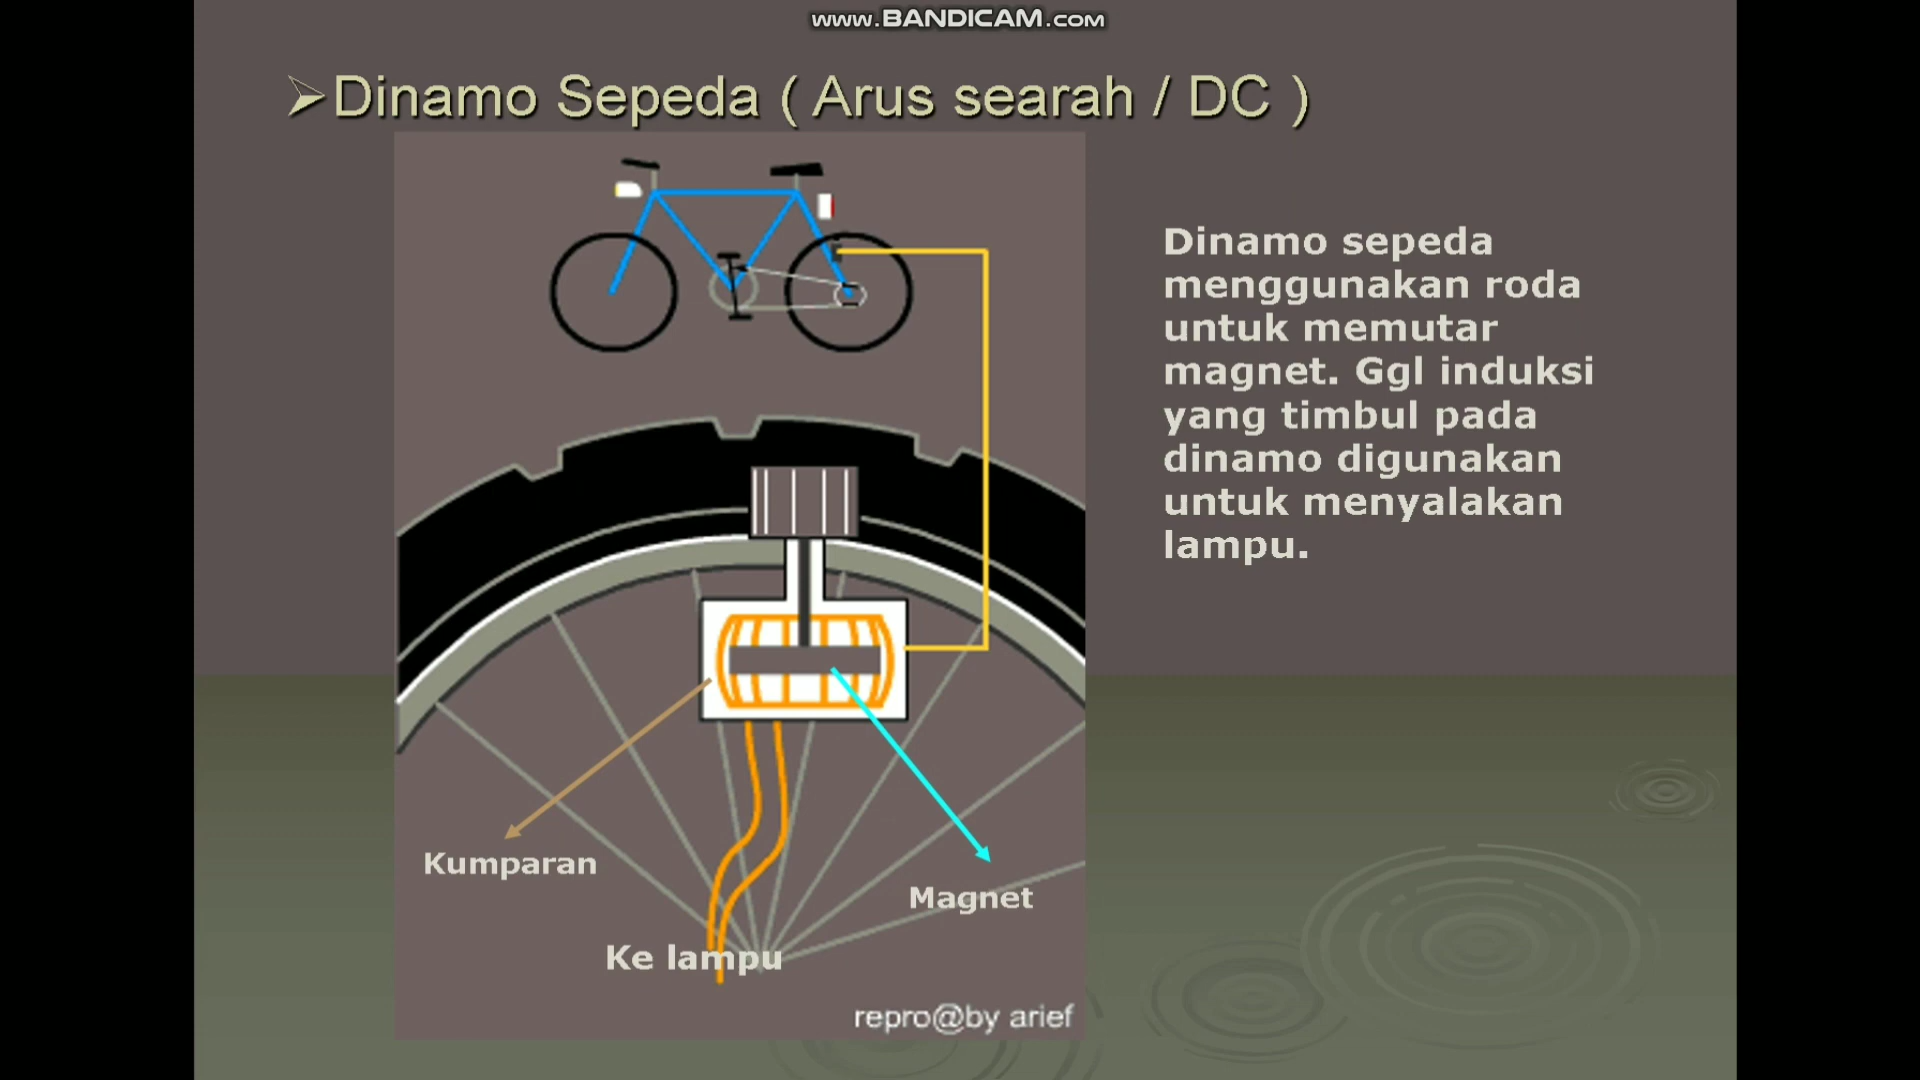 www.BANDICAM.com
Dinamo Sepeda ( Arus searah / DC )
Dinamo sepeda
menggunakan roda
untuk memutar
magnet. Ggl induksi
yang timbul pada
dinamo digunakan
untuk menyalakan
lampu.
Kumparan
Magnet
Ke lampu
repro@by arief